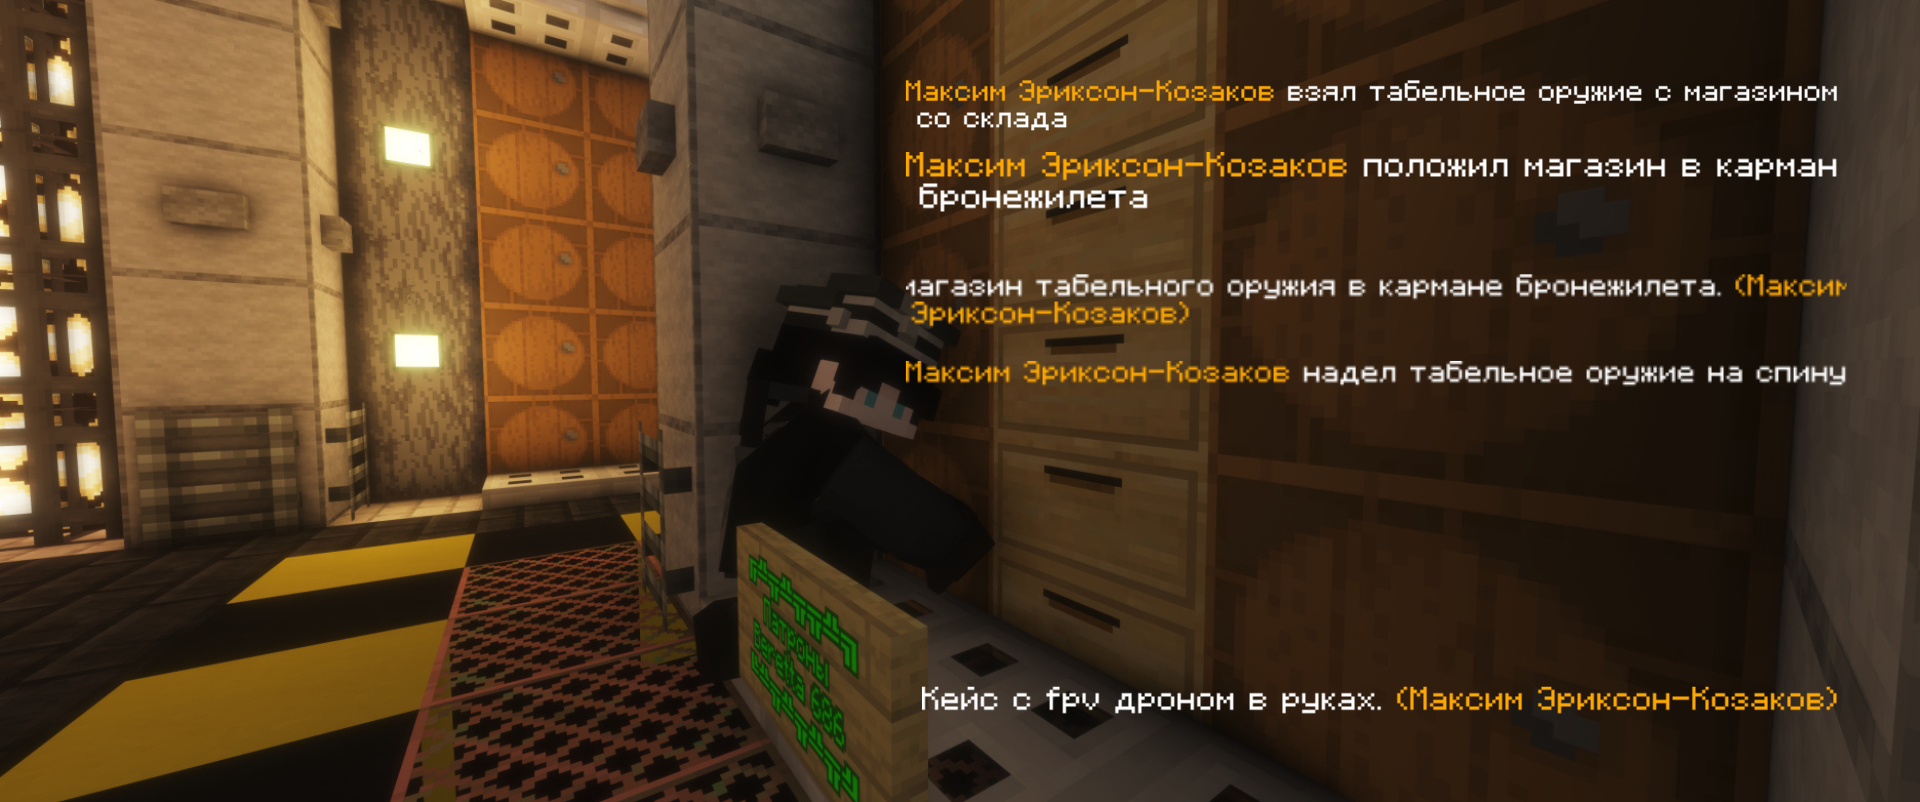 Максим Эриксон-Козаков взял табельное оружие с магазином
со склада
Максим Эриксон-Козаков положил магазин в карман
бронежилета
магазин табельного оружия в кармане бронежилета. (Максим
Эриксон-Козаков)
Максим Эриксон-Козаков надел табельное оружие на спину
Патроны
Beretta 686
Кейс с fpv дроном в руках. (Максим Эриксон-Козаков)